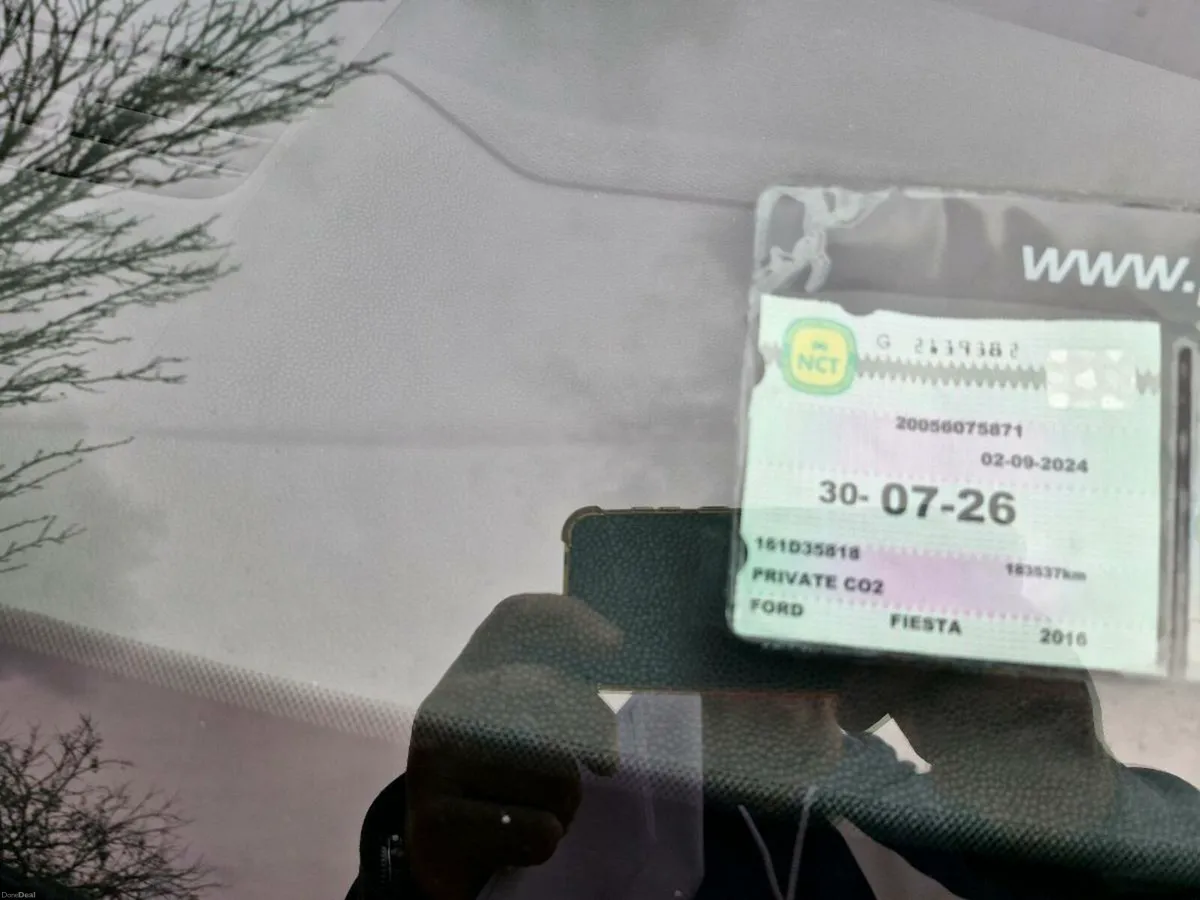 www.
NCT
G 2139382
20056075871
02-09-2024
30- 07-26
161D35818
183537km
PRIVATE CO2
FORD FIESTA 2016
DoneDeal